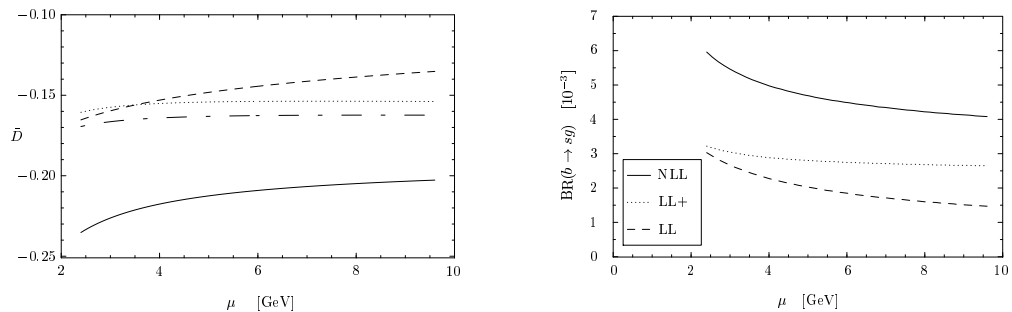 −0.10
−0.15
−0.20
−0.25
D̄
2 4 6 8 10
μ [GeV]
7
6
5
4
3
2
1
0
BR(b → sg) [10⁻³]
NLL
LL+
LL
0 2 4 6 8 10
μ [GeV]